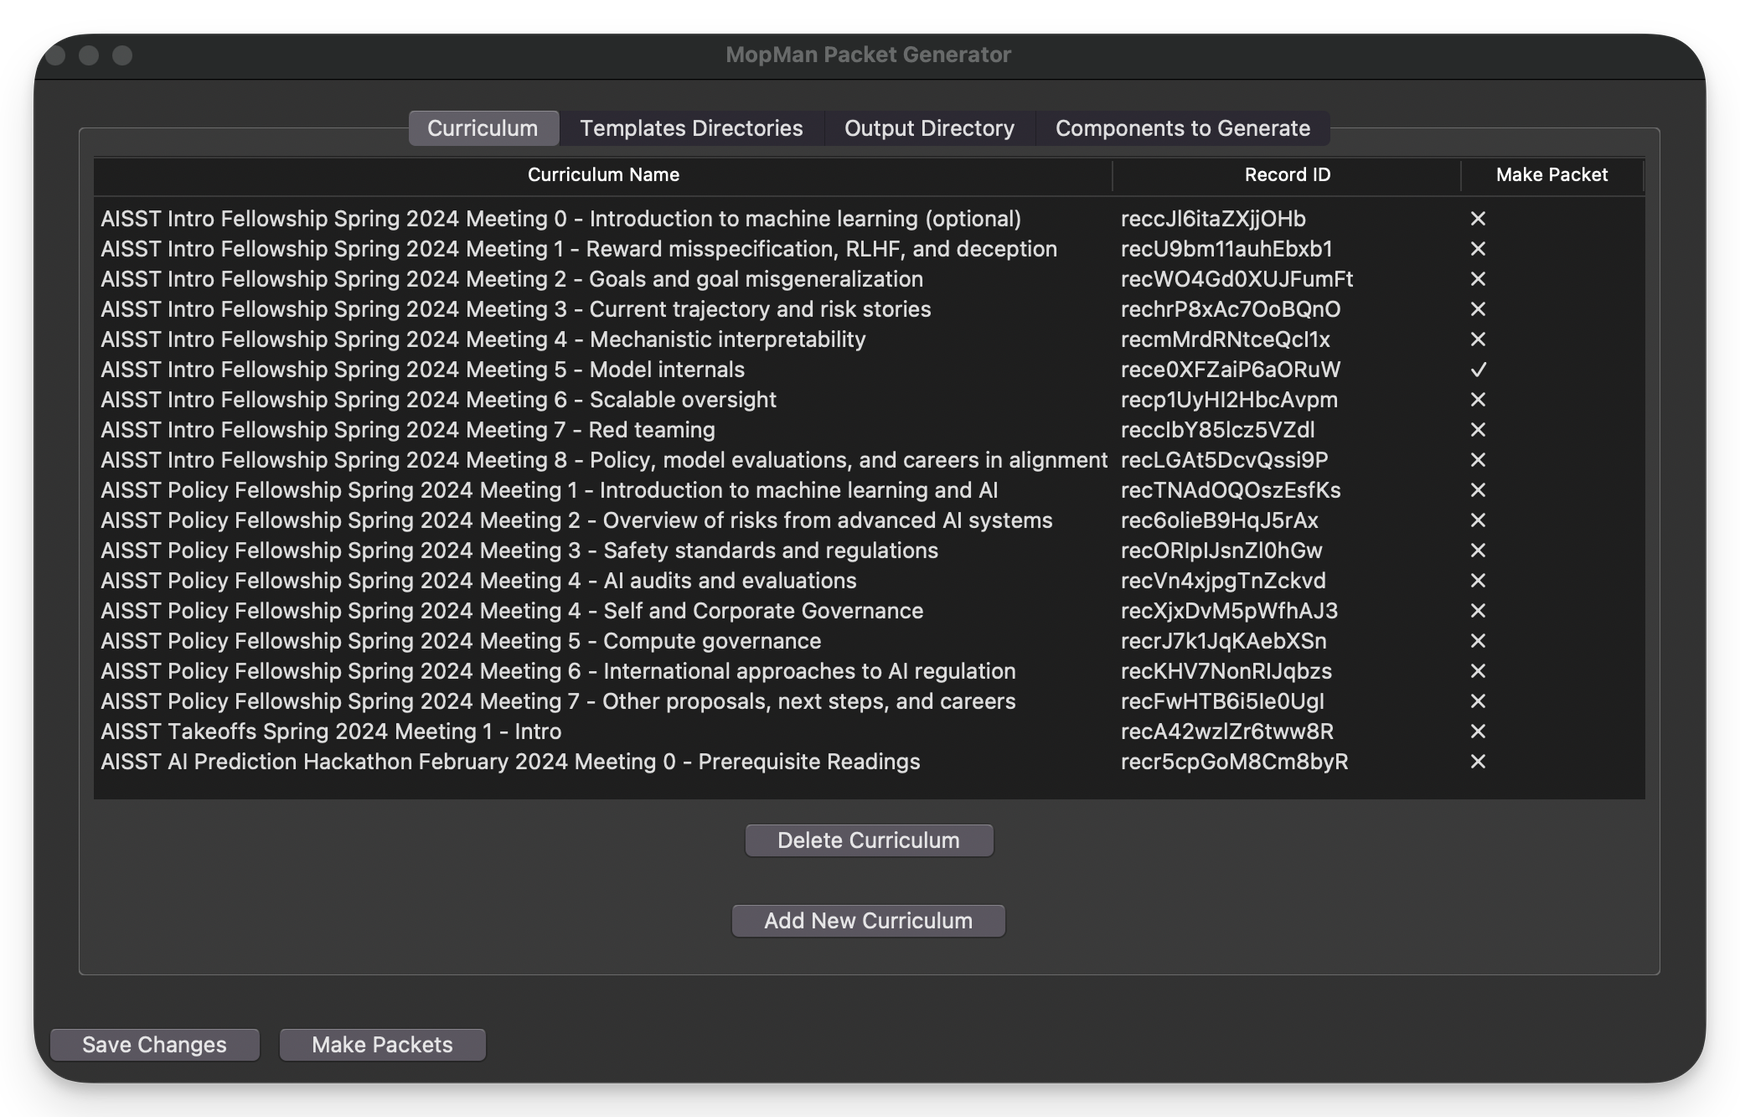 MopMan Packet Generator
Curriculum Templates Directories Output Directory Components to Generate
Curriculum Name Record ID Make Packet
AISST Intro Fellowship Spring 2024 Meeting 0 - Introduction to machine learning (optional) reccJl6itaZXjjOHb ✕
AISST Intro Fellowship Spring 2024 Meeting 1 - Reward misspecification, RLHF, and deception recU9bm11auhEbxb1 ✕
AISST Intro Fellowship Spring 2024 Meeting 2 - Goals and goal misgeneralization recWO4Gd0XUJFumFt ✕
AISST Intro Fellowship Spring 2024 Meeting 3 - Current trajectory and risk stories rechrP8xAc7OoBQnO ✕
AISST Intro Fellowship Spring 2024 Meeting 4 - Mechanistic interpretability recmMrdRNtceQcl1x ✕
AISST Intro Fellowship Spring 2024 Meeting 5 - Model internals rece0XFZaiP6aORuW ✓
AISST Intro Fellowship Spring 2024 Meeting 6 - Scalable oversight recp1UyHI2HbcAvpm ✕
AISST Intro Fellowship Spring 2024 Meeting 7 - Red teaming reccIbY85lcz5VZdl ✕
AISST Intro Fellowship Spring 2024 Meeting 8 - Policy, model evaluations, and careers in alignment recLGAt5DcvQssi9P ✕
AISST Policy Fellowship Spring 2024 Meeting 1 - Introduction to machine learning and AI recTNAdOQOszEsfKs ✕
AISST Policy Fellowship Spring 2024 Meeting 2 - Overview of risks from advanced AI systems rec6olieB9HqJ5rAx ✕
AISST Policy Fellowship Spring 2024 Meeting 3 - Safety standards and regulations recORIpIJsnZl0hGw ✕
AISST Policy Fellowship Spring 2024 Meeting 4 - AI audits and evaluations recVn4xjpgTnZckvd ✕
AISST Policy Fellowship Spring 2024 Meeting 4 - Self and Corporate Governance recXjxDvM5pWfhAJ3 ✕
AISST Policy Fellowship Spring 2024 Meeting 5 - Compute governance recrJ7k1JqKAebXSn ✕
AISST Policy Fellowship Spring 2024 Meeting 6 - International approaches to AI regulation recKHV7NonRIJqbzs ✕
AISST Policy Fellowship Spring 2024 Meeting 7 - Other proposals, next steps, and careers recFwHTB6i5Ie0UgI ✕
AISST Takeoffs Spring 2024 Meeting 1 - Intro recA42wzlZr6tww8R ✕
AISST AI Prediction Hackathon February 2024 Meeting 0 - Prerequisite Readings recr5cpGoM8Cm8byR ✕
Delete Curriculum
Add New Curriculum
Save Changes Make Packets